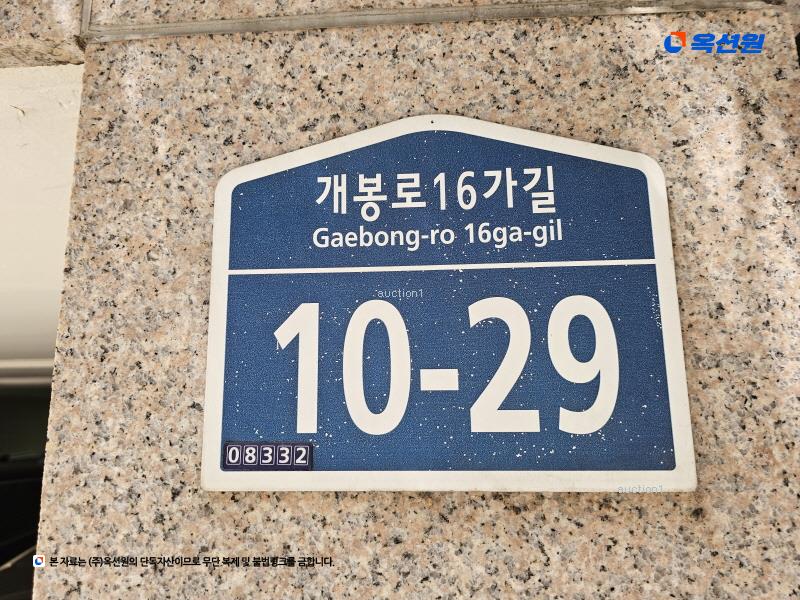 옥션원
개봉로16가길
Gaebong-ro 16ga-gil
auction1
10-29
08332
auction1
본 자료는 (주)옥션원의 단독자산이므로 무단 복제 및 불법링크를 금합니다.